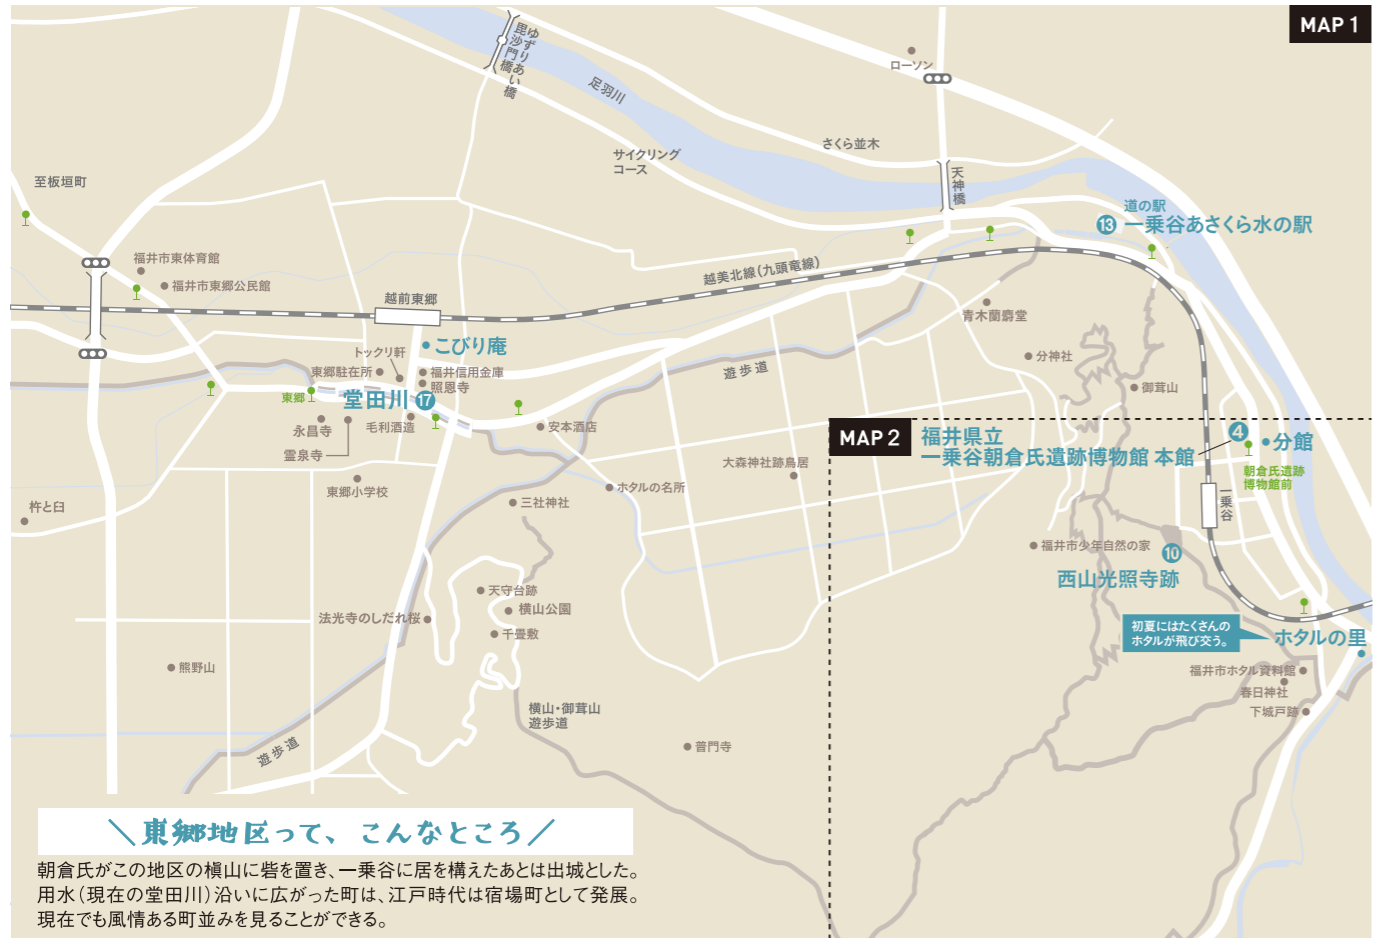 MAP 1
ゆずりあい橋
毘沙門橋
足羽川
ローソン
さくら並木
サイクリング
コース
天神橋
至板垣町
道の駅
13 一乗谷あさくら水の駅
福井市東体育館
福井市東郷公民館
越前東郷
越美北線(九頭竜線)
青木蘭麝堂
こびり庵
トックリ軒
東郷駐在所
福井信用金庫
照恩寺
分神社
御茸山
遊歩道
東郷
堂田川 17
永昌寺
毛利酒造
霊泉寺
安本酒店
MAP 2
福井県立
一乗谷朝倉氏遺跡博物館 本館
4
分館
朝倉氏遺跡
博物館前
一乗谷
大森神社跡鳥居
東郷小学校
ホタルの名所
三社神社
杵と臼
福井市少年自然の家
10
西山光照寺跡
天守台跡
横山公園
千畳敷
法光寺のしだれ桜
初夏にはたくさんの
ホタルが飛び交う。
ホタルの里
熊野山
福井市ホタル資料館
春日神社
下城戸跡
横山・御茸山
遊歩道
普門寺
遊歩道
＼東郷地区って、こんなところ／
朝倉氏がこの地区の槇山に砦を置き、一乗谷に居を構えたあとは出城とした。
用水(現在の堂田川)沿いに広がった町は、江戸時代は宿場町として発展。
現在でも風情ある町並みを見ることができる。